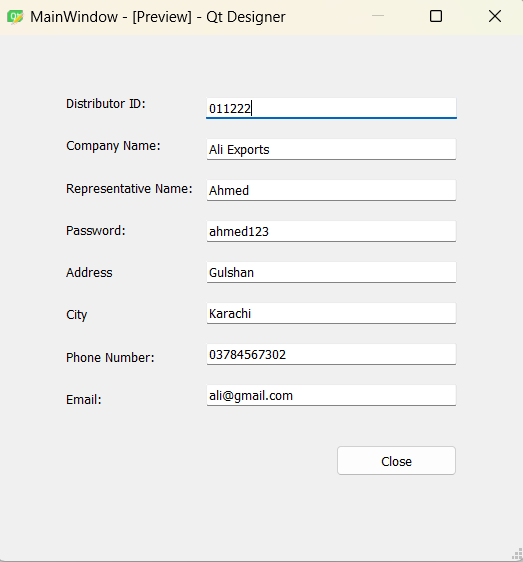 MainWindow - [Preview] - Qt Designer
Distributor ID: 011222
Company Name: Ali Exports
Representative Name: Ahmed
Password: ahmed123
Address Gulshan
City Karachi
Phone Number: 03784567302
Email: ali@gmail.com
Close